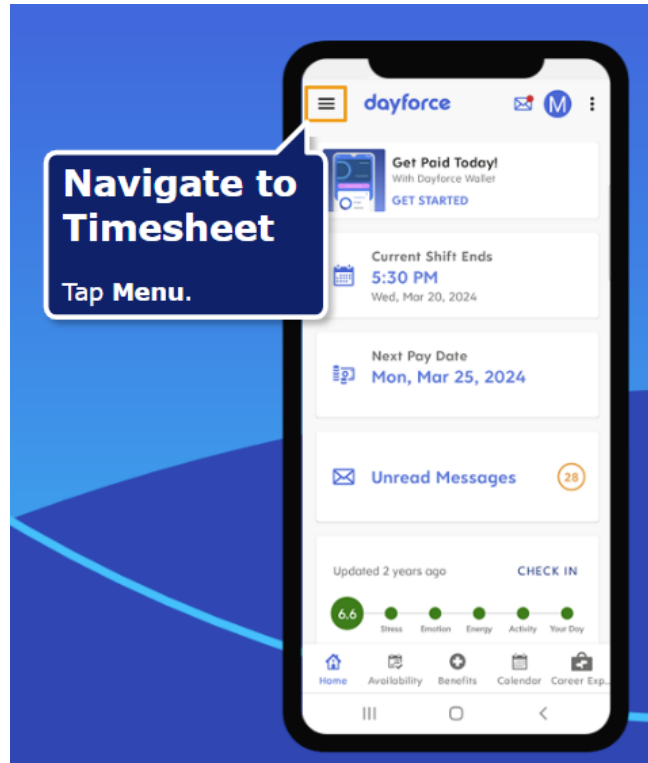 dayforce
M
Navigate to
Timesheet
Tap Menu.
Get Paid Today!
With Dayforce Wallet
GET STARTED
Current Shift Ends
5:30 PM
Wed, Mar 20, 2024
Next Pay Date
Mon, Mar 25, 2024
Unread Messages
28
Updated 2 years ago
CHECK IN
6.6
Stress Emotion Energy Activity Your Day
Home Availability Benefits Calendar Career Exp...